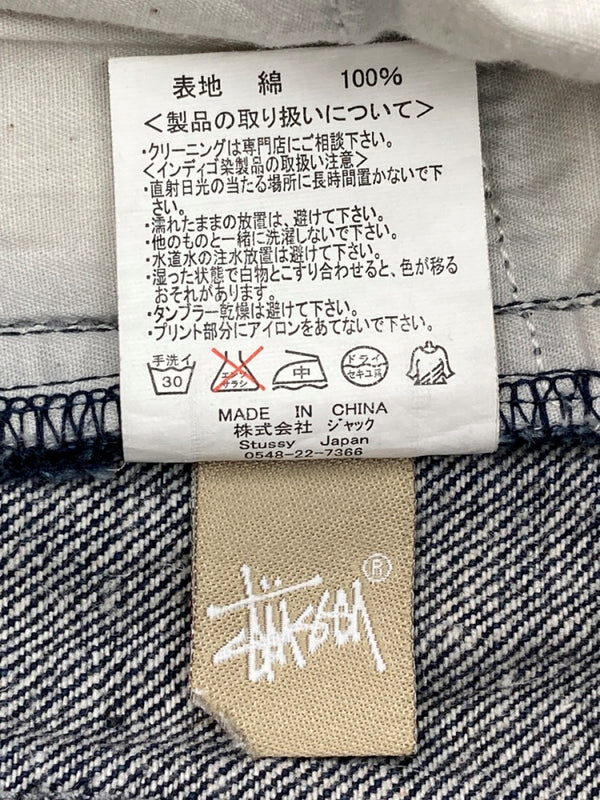 表地 綿 100%
＜製品の取り扱いについて＞
・クリーニングは専門店にご相談下さい。
＜インディゴ染製品の取扱い注意＞
・直射日光の当たる場所に長時間置かないで下
さい。
・濡れたままの放置は、避けて下さい。
・他のものと一緒に洗濯しないで下さい。
・水道水の注水放置は避けて下さい。
・湿った状態で白物とこすり合わせると、色が移る
おそれがあります。
・タンブラー乾燥は避けて下さい。
・プリント部分にアイロンをあてないで下さい。
手洗イ 30 エンソ サラシ 中 ドライ セキユ系
MADE IN CHINA
株式会社 ジャック
Stussy Japan
0548-22-7366
Stüssy ®